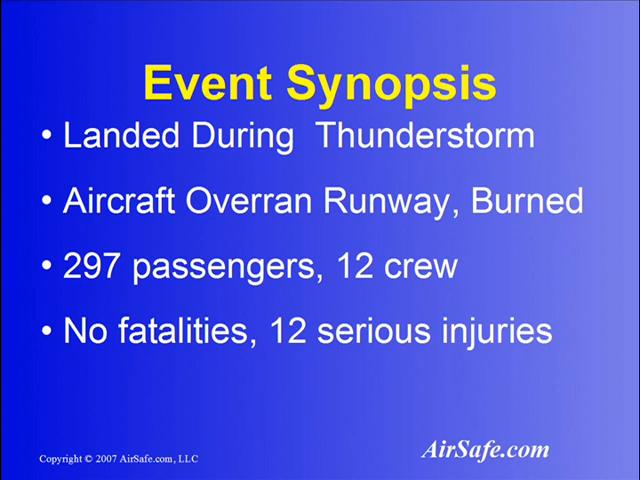 Event Synopsis
• Landed During  Thunderstorm
• Aircraft Overran Runway, Burned
• 297 passengers, 12 crew
• No fatalities, 12 serious injuries
Copyright © 2007 AirSafe.com, LLC
AirSafe.com